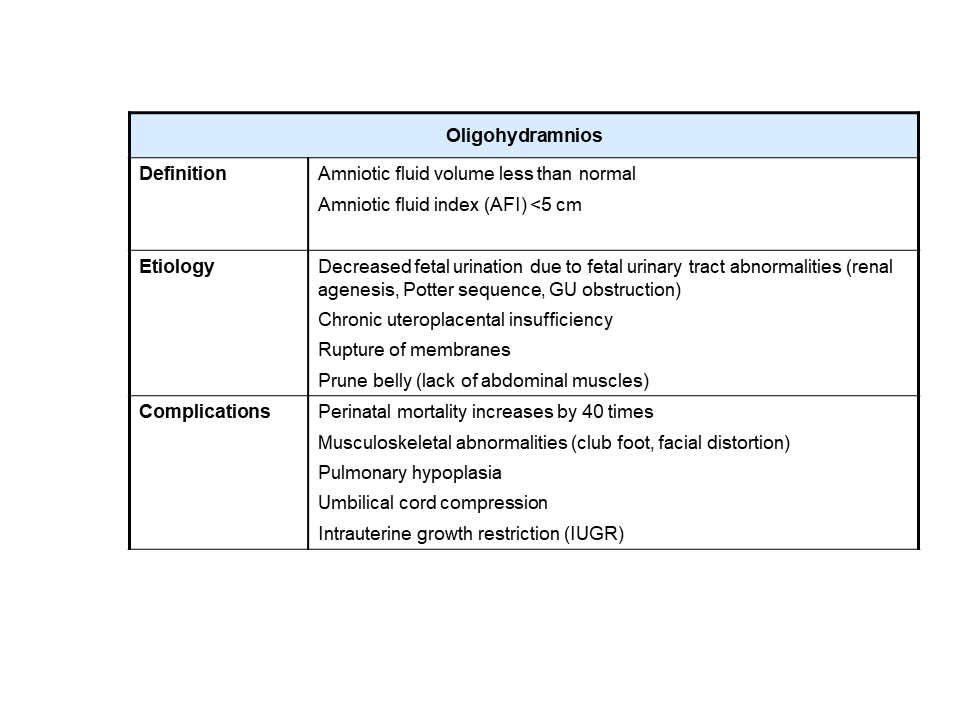 Oligohydramnios
Definition
Amniotic fluid volume less than normal
Amniotic fluid index (AFI) <5 cm
Etiology
Decreased fetal urination due to fetal urinary tract abnormalities (renal
agenesis, Potter sequence, GU obstruction)
Chronic uteroplacental insufficiency
Rupture of membranes
Prune belly (lack of abdominal muscles)
Complications
Perinatal mortality increases by 40 times
Musculoskeletal abnormalities (club foot, facial distortion)
Pulmonary hypoplasia
Umbilical cord compression
Intrauterine growth restriction (IUGR)